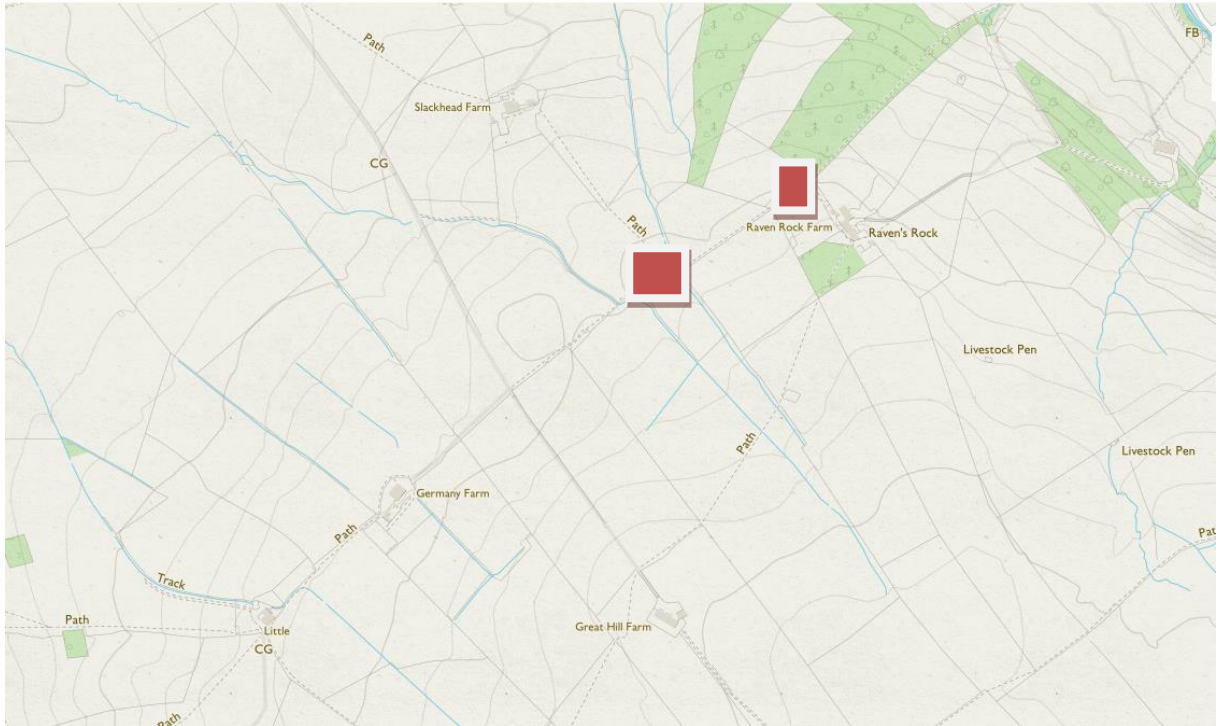 FB
Path
Slackhead Farm
CG
Path
Raven Rock Farm
Raven's Rock
Livestock Pen
Path
Livestock Pen
Germany Farm
Path
Track
Path
Little
CG
Great Hill Farm
Path